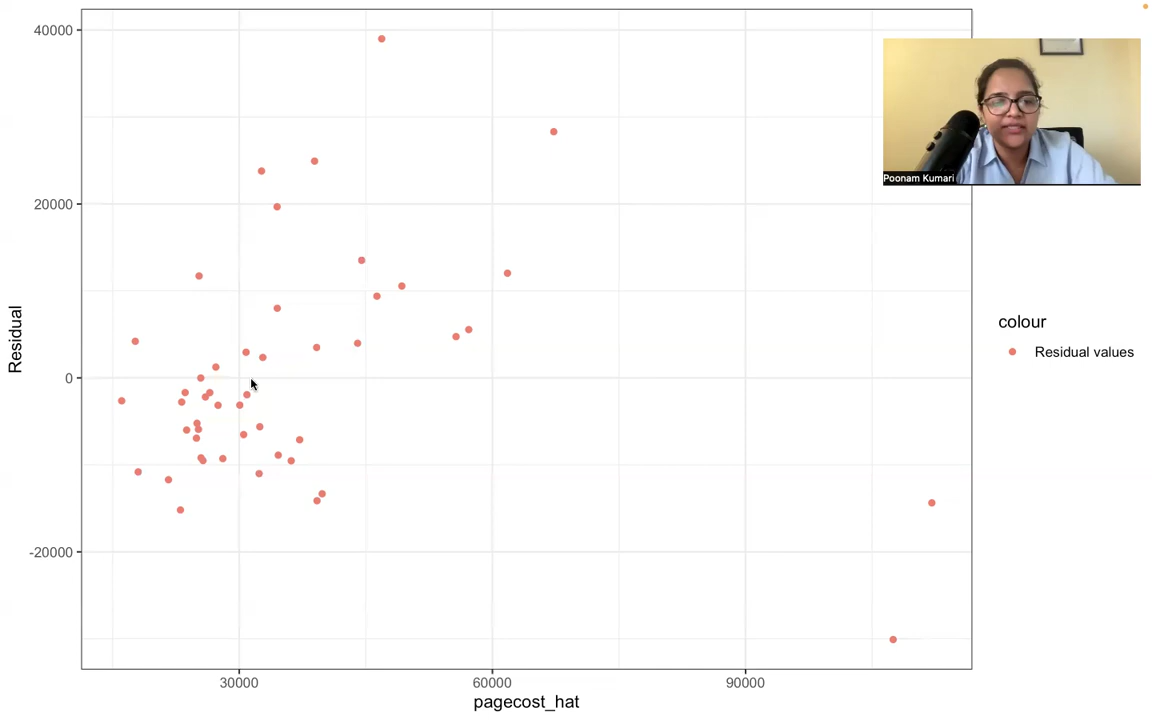 40000
20000
0
-20000
Residual
30000
60000
90000
pagecost_hat
colour
Residual values
Poonam Kumari